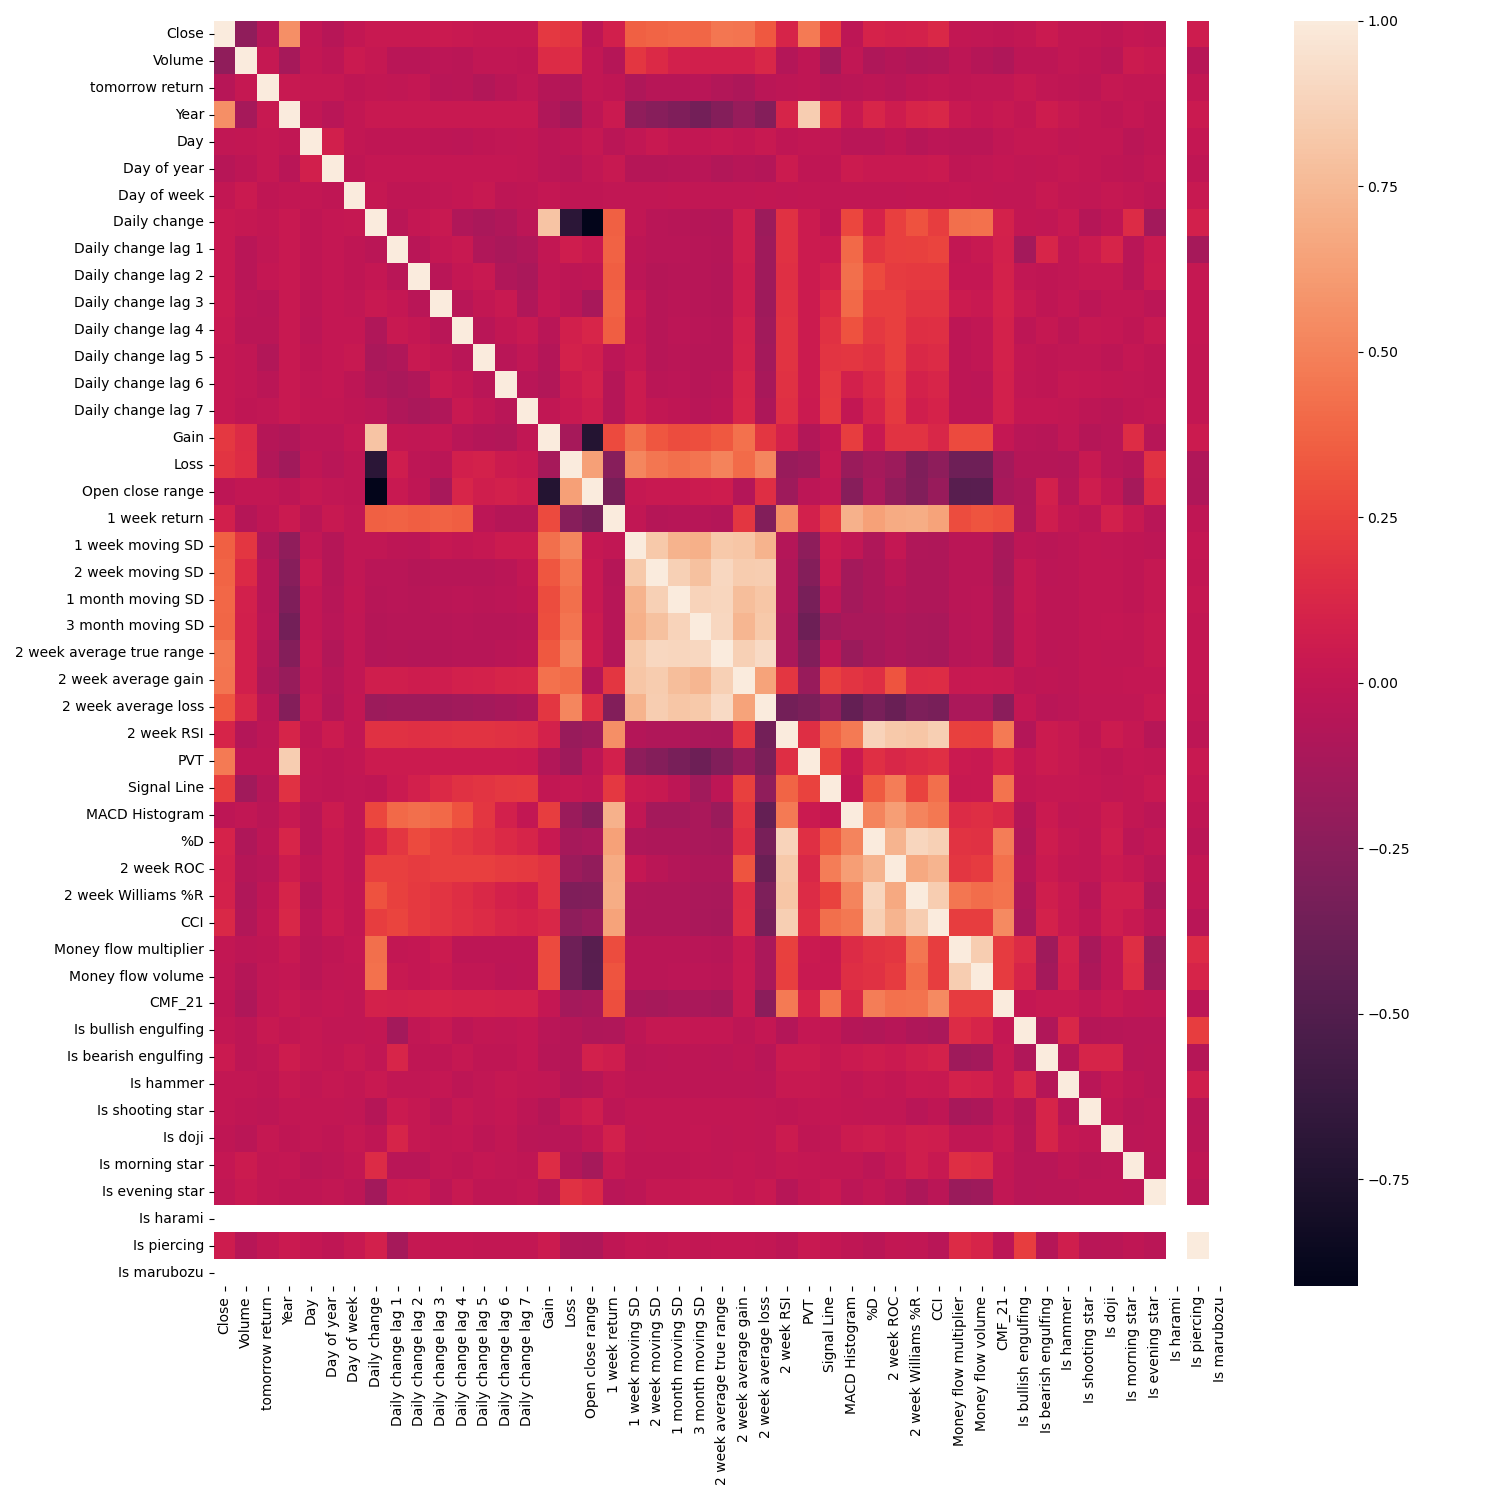 Close
Volume
tomorrow return
Year
Day
Day of year
Day of week
Daily change
Daily change lag 1
Daily change lag 2
Daily change lag 3
Daily change lag 4
Daily change lag 5
Daily change lag 6
Daily change lag 7
Gain
Loss
Open close range
1 week return
1 week moving SD
2 week moving SD
1 month moving SD
3 month moving SD
2 week average true range
2 week average gain
2 week average loss
2 week RSI
PVT
Signal Line
MACD Histogram
%D
2 week ROC
2 week Williams %R
CCI
Money flow multiplier
Money flow volume
CMF_21
Is bullish engulfing
Is bearish engulfing
Is hammer
Is shooting star
Is doji
Is morning star
Is evening star
Is harami
Is piercing
Is marubozu
Close
Volume
tomorrow return
Year
Day
Day of year
Day of week
Daily change
Daily change lag 1
Daily change lag 2
Daily change lag 3
Daily change lag 4
Daily change lag 5
Daily change lag 6
Daily change lag 7
Gain
Loss
Open close range
1 week return
1 week moving SD
2 week moving SD
1 month moving SD
3 month moving SD
2 week average true range
2 week average gain
2 week average loss
2 week RSI
PVT
Signal Line
MACD Histogram
%D
2 week ROC
2 week Williams %R
CCI
Money flow multiplier
Money flow volume
CMF_21
Is bullish engulfing
Is bearish engulfing
Is hammer
Is shooting star
Is doji
Is morning star
Is evening star
Is harami
Is piercing
Is marubozu
1.00
0.75
0.50
0.25
0.00
−0.25
−0.50
−0.75